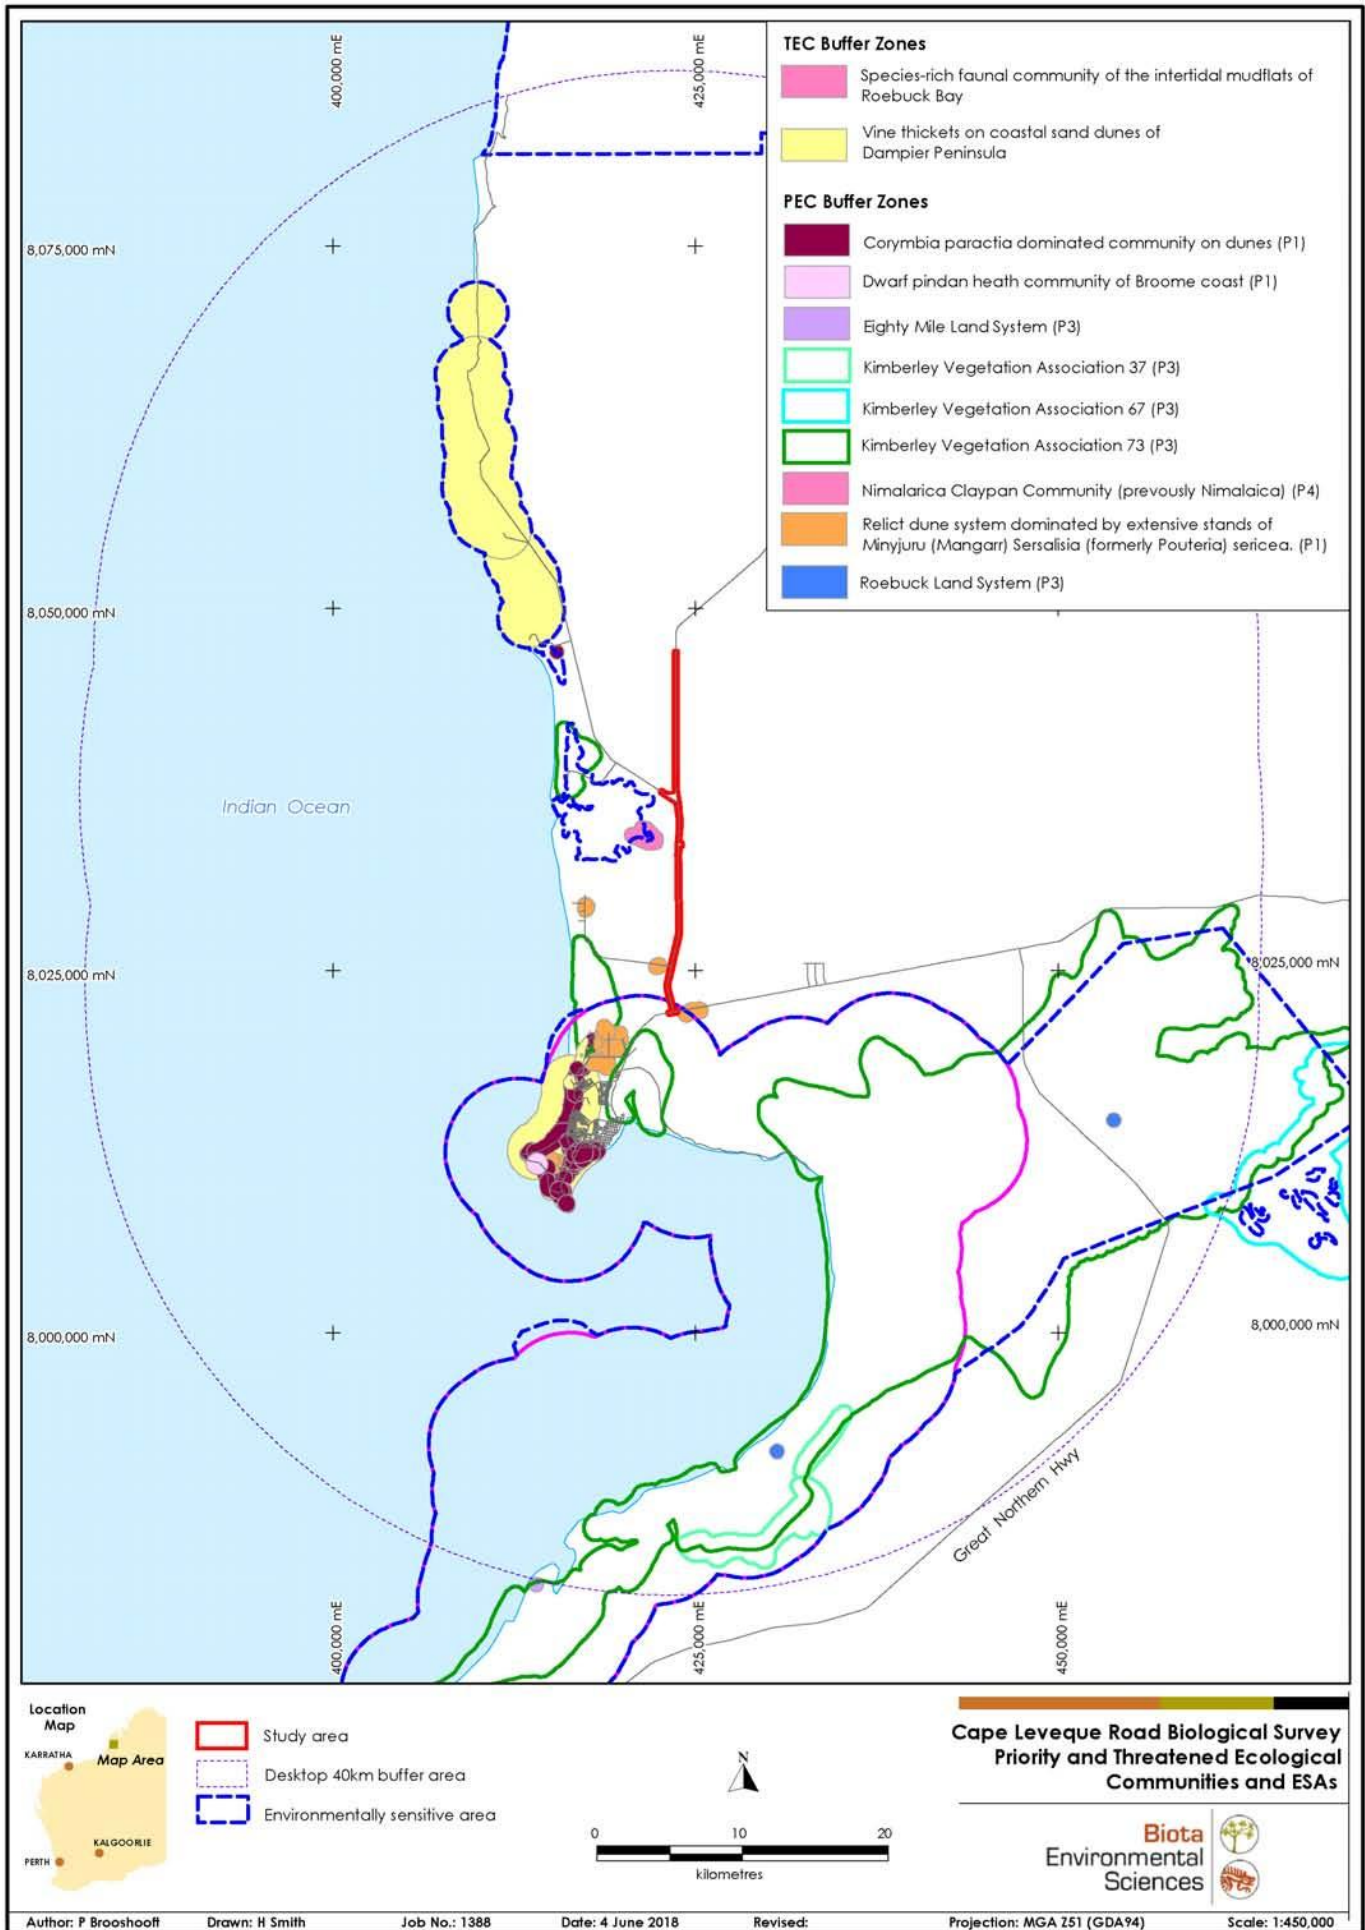 400,000 mE
425,000 mE
TEC Buffer Zones
Species-rich faunal community of the intertidal mudflats of
Roebuck Bay
Vine thickets on coastal sand dunes of
Dampier Peninsula
PEC Buffer Zones
Corymbia paractia dominated community on dunes (P1)
Dwarf pindan heath community of Broome coast (P1)
Eighty Mile Land System (P3)
Kimberley Vegetation Association 37 (P3)
Kimberley Vegetation Association 67 (P3)
Kimberley Vegetation Association 73 (P3)
Nimalarica Claypan Community (prevously Nimalaica) (P4)
Relict dune system dominated by extensive stands of
Minyjuru (Mangarr) Sersalisia (formerly Pouteria) sericea. (P1)
Roebuck Land System (P3)
8,075,000 mN
8,050,000 mN
Indian Ocean
8,025,000 mN
8,025,000 mN
8,000,000 mN
8,000,000 mN
Great Northern Hwy
400,000 mE
425,000 mE
450,000 mE
Location
Map
KARRATHA
Map Area
KALGOORLIE
PERTH
Study area
Desktop 40km buffer area
Environmentally sensitive area
N
0 10 20
kilometres
Cape Leveque Road Biological Survey
Priority and Threatened Ecological
Communities and ESAs
Biota
Environmental
Sciences
Author: P Brooshooft Drawn: H Smith Job No.: 1388 Date: 4 June 2018 Revised: Projection: MGA Z51 (GDA94) Scale: 1:450,000